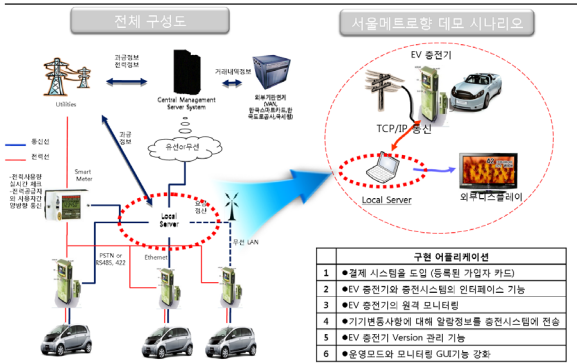 전체 구성도
서울메트로향 데모 시나리오
과금정보
전력정보
거래내역정보
Utilities
Central Management
Server System
외부기관연계
(VAN,
한국스마트카드,한
국도로공사,국세청)
EV 충전기
TCP/IP 통신
Local Server
외부디스플레이
유선or무선
과금
정보
통신선
전력선
Smart
Meter
-전력사용량
실시간 체크
-전력공급자
와 사용자간
양방향 통신
Local
Server
정산
무선 LAN
PSTN or
RS485, 422
Ethernet
구현 어플리케이션
1 ●결제 시스템을 도입 (등록된 가입자 카드)
2 ●EV 충전기와 충전시스템의 인터페이스 기능
3 ●EV 충전기의 원격 모니터링
4 ●기기변동사항에 대해 알람정보를 충전시스템에 전송
5 ●EV 충전기 Version 관리 기능
6 ●운영모드와 모니터링 GUI기능 강화